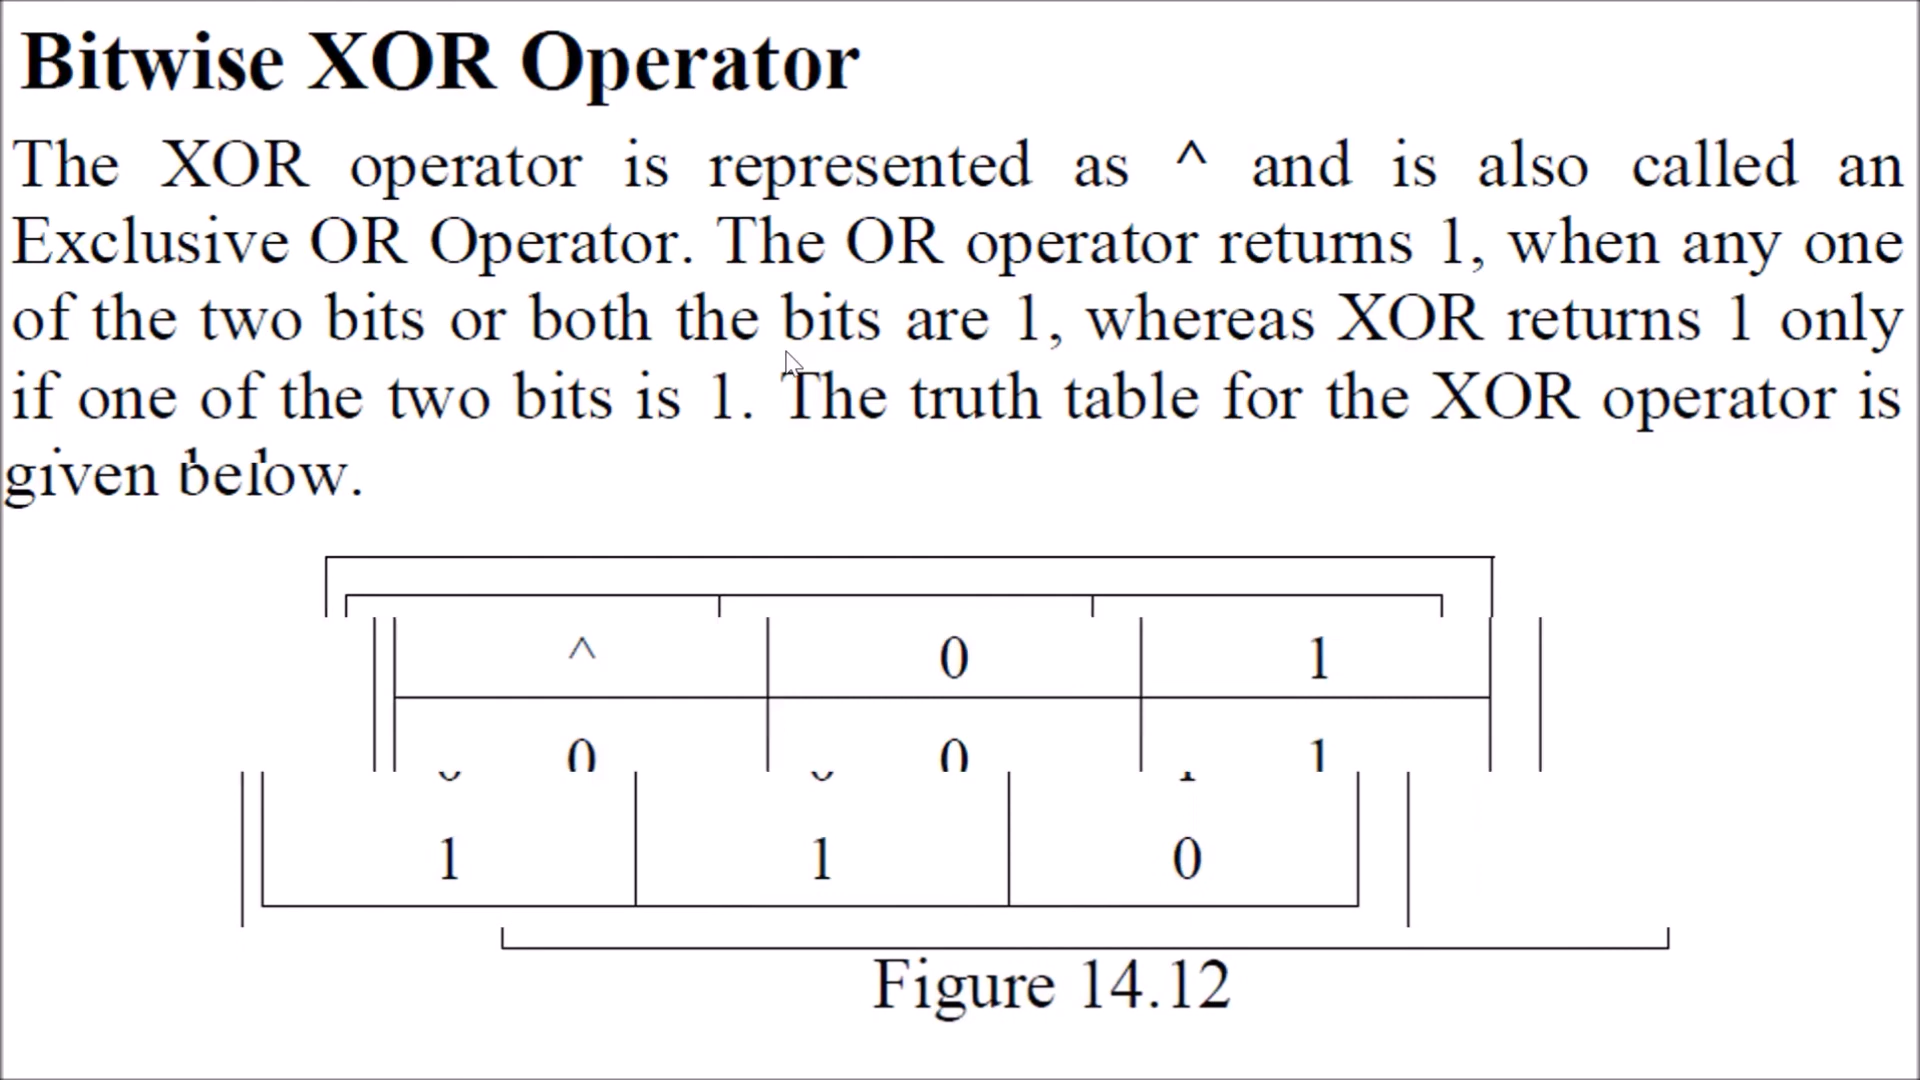 Bitwise XOR Operator
The XOR operator is represented as ^ and is also called an
Exclusive OR Operator. The OR operator returns 1, when any one
of the two bits or both the bits are 1, whereas XOR returns 1 only
if one of the two bits is 1. The truth table for the XOR operator is
given below.
^ 0 1
0 0 1
1 1 0
Figure 14.12